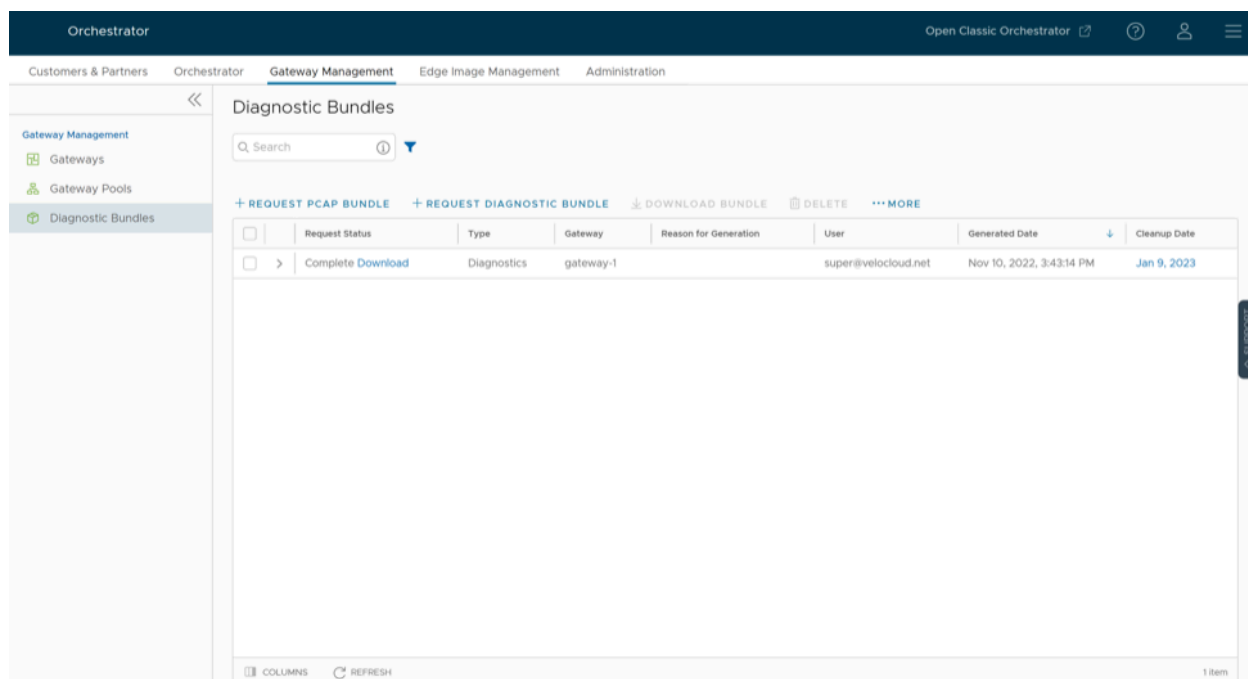 Orchestrator
Open Classic Orchestrator
Customers & Partners Orchestrator Gateway Management Edge Image Management Administration
Gateway Management
Gateways
Gateway Pools
Diagnostic Bundles
Diagnostic Bundles
Search
+ REQUEST PCAP BUNDLE + REQUEST DIAGNOSTIC BUNDLE DOWNLOAD BUNDLE DELETE ••• MORE
Request Status Type Gateway Reason for Generation User Generated Date Cleanup Date
Complete Download Diagnostics gateway-1 super@velocloud.net Nov 10, 2022, 3:43:14 PM Jan 9, 2023
SUPPORT
COLUMNS REFRESH 1 item